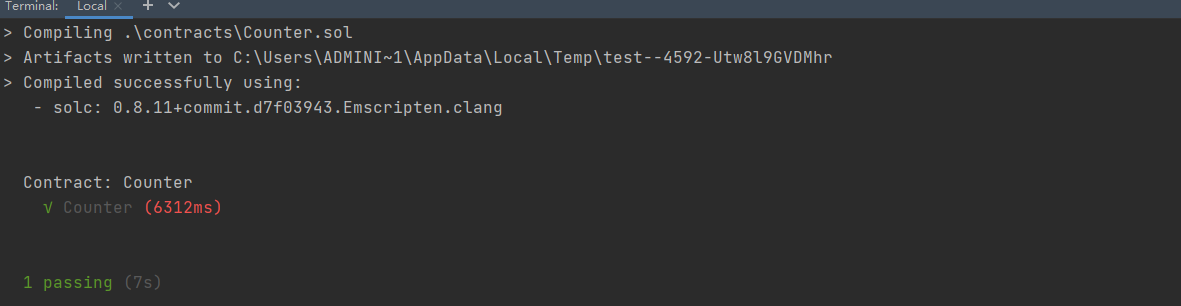 Terminal: Local × +
> Compiling .\contracts\Counter.sol
> Artifacts written to C:\Users\ADMINI~1\AppData\Local\Temp\test--4592-Utw8l9GVDMhr
> Compiled successfully using:
- solc: 0.8.11+commit.d7f03943.Emscripten.clang
Contract: Counter
√ Counter (6312ms)
1 passing (7s)